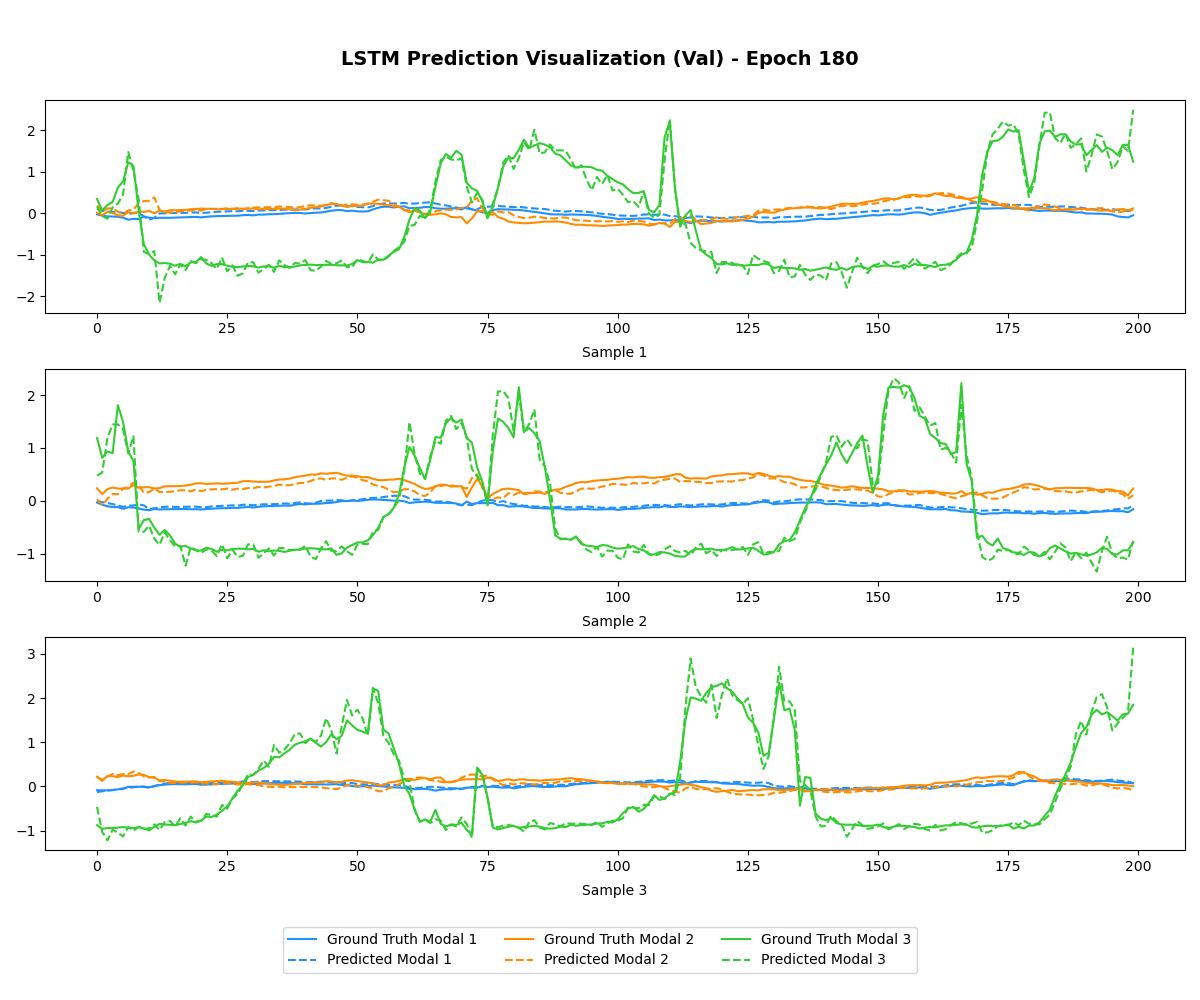 LSTM Prediction Visualization (Val) - Epoch 180
2
1
0
−1
−2
0 25 50 75 100 125 150 175 200
Sample 1
2
1
0
−1
0 25 50 75 100 125 150 175 200
Sample 2
3
2
1
0
−1
0 25 50 75 100 125 150 175 200
Sample 3
Ground Truth Modal 1 Ground Truth Modal 2 Ground Truth Modal 3
Predicted Modal 1 Predicted Modal 2 Predicted Modal 3